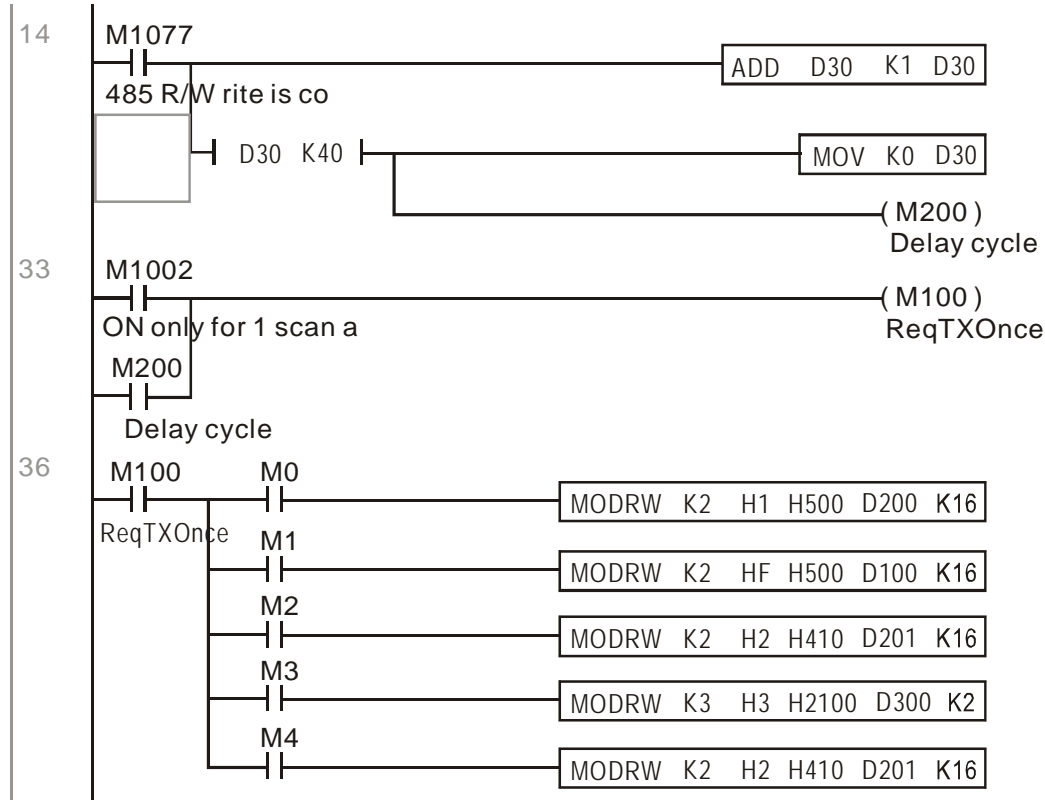 14
M1077
ADD D30 K1 D30
485 R/W rite is co
D30 K40
MOV K0 D30
( M200 )
Delay cycle
33
M1002
( M100 )
ON only for 1 scan a
ReqTXOnce
M200
Delay cycle
36
M100 M0
MODRW K2 H1 H500 D200 K16
ReqTXOnce
M1
MODRW K2 HF H500 D100 K16
M2
MODRW K2 H2 H410 D201 K16
M3
MODRW K3 H3 H2100 D300 K2
M4
MODRW K2 H2 H410 D201 K16